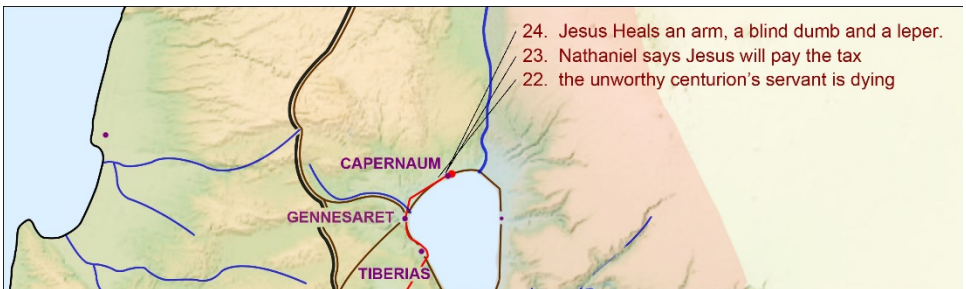 24. Jesus Heals an arm, a blind dumb and a leper.
23. Nathaniel says Jesus will pay the tax
22. the unworthy centurion's servant is dying
CAPERNAUM
GENNESARET
TIBERIAS